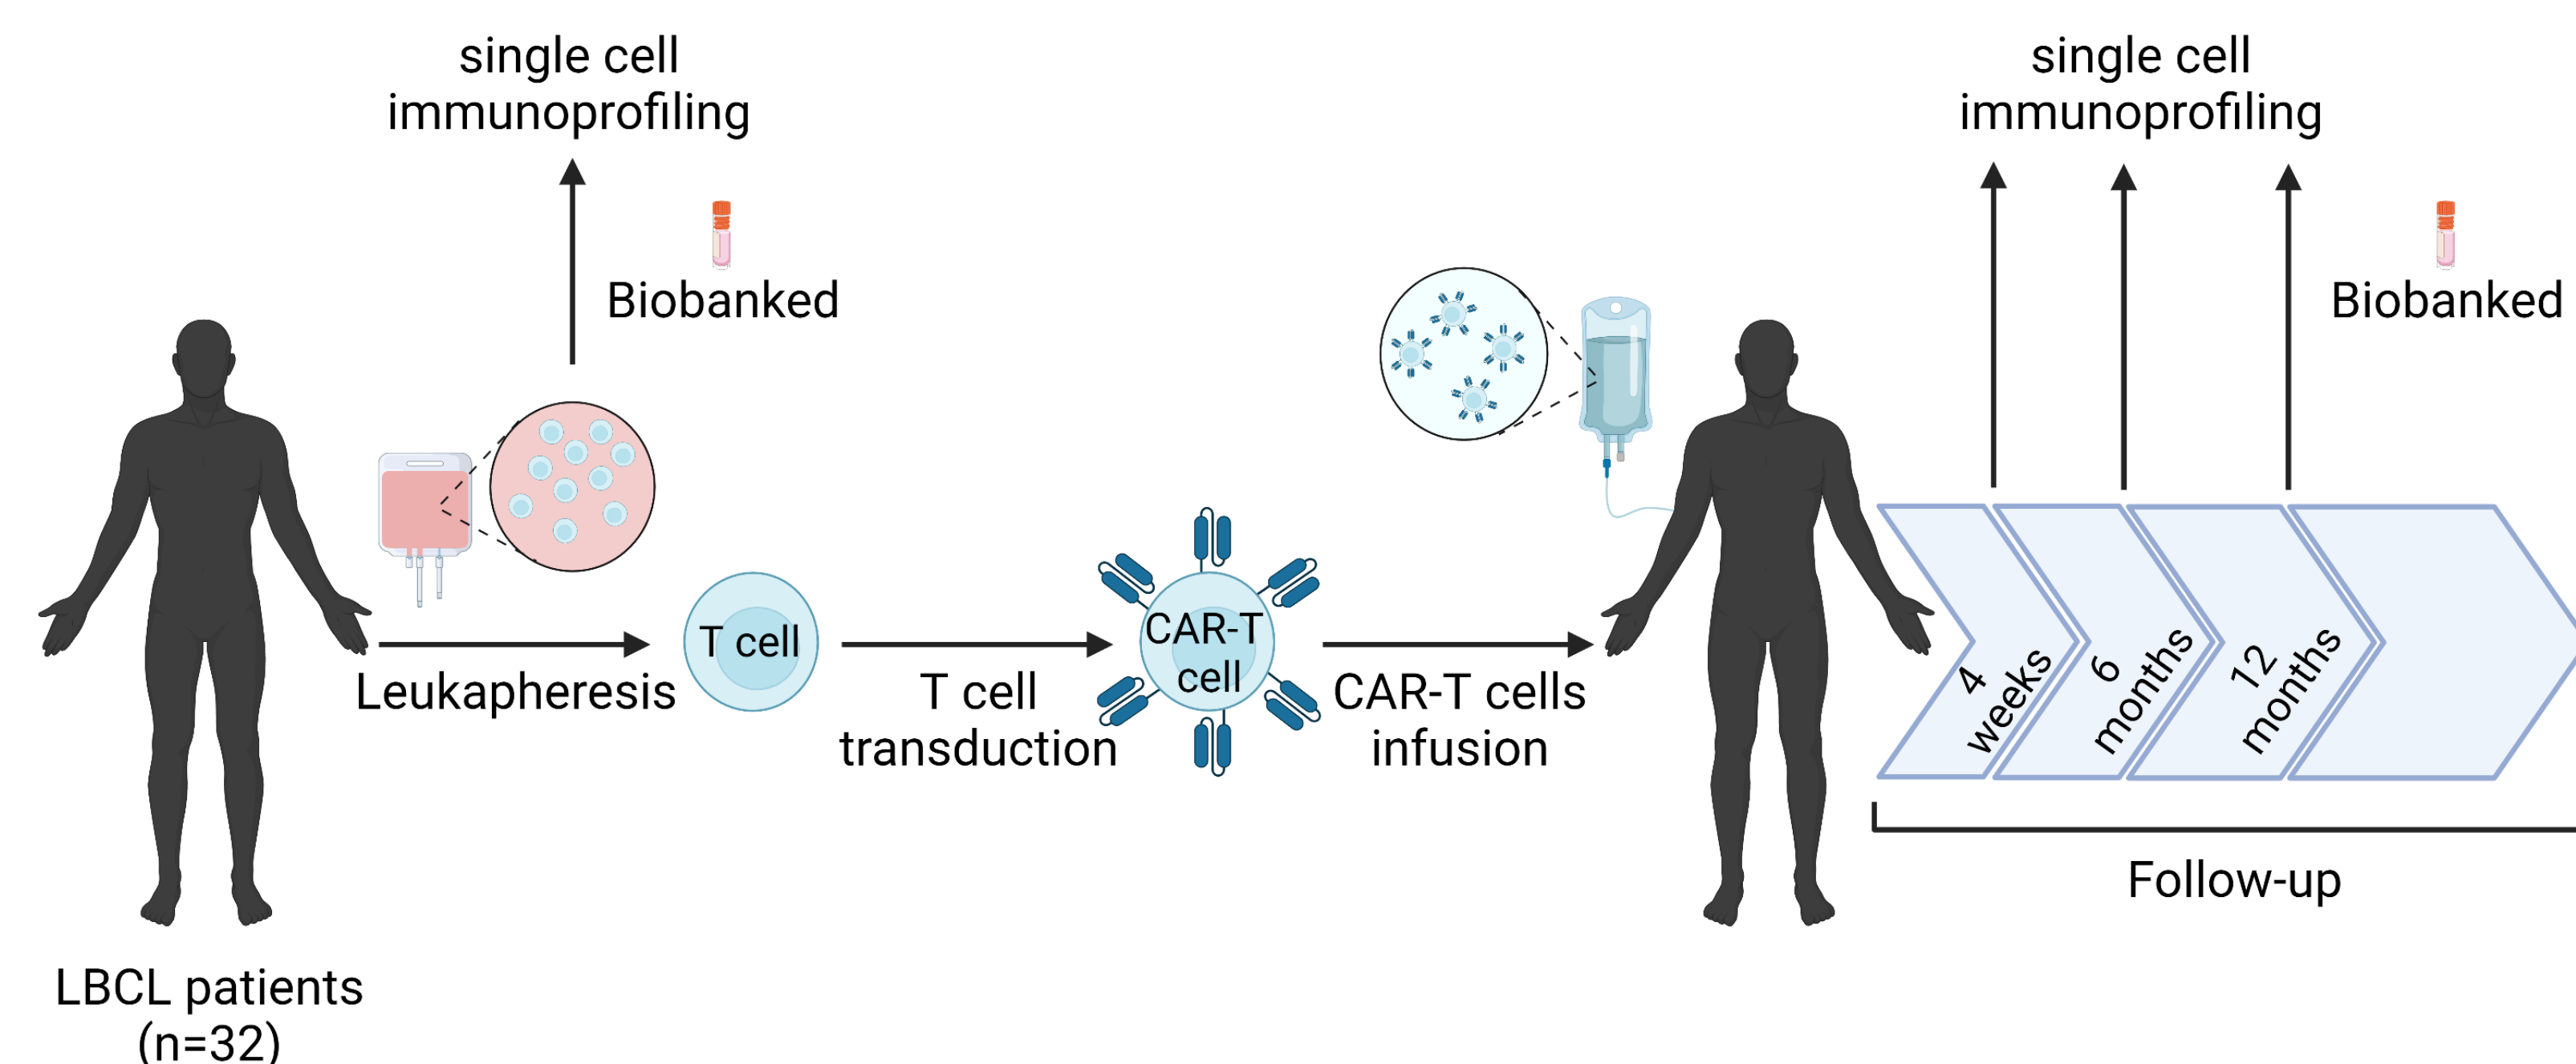 single cell
immunoprofiling
Biobanked
LBCL patients
(n=32)
Leukapheresis
T cell
T cell
transduction
CAR-T
cell
CAR-T cells
infusion
single cell
immunoprofiling
Biobanked
4
weeks
6
months
12
months
Follow-up